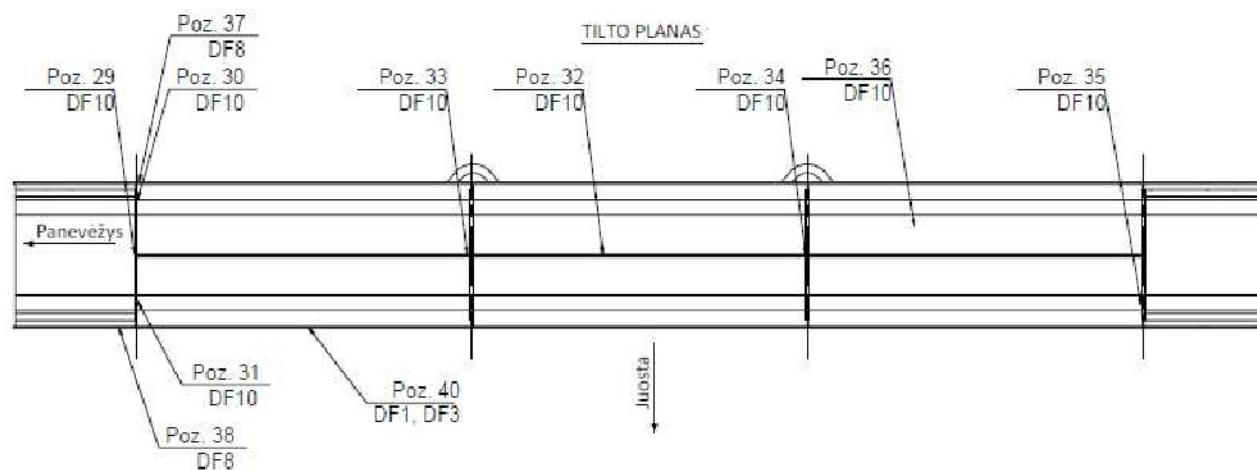 Poz. 37
DF8
TILTO PLANAS
Poz. 29
DF10
Poz. 30
DF10
Poz. 33
DF10
Poz. 32
DF10
Poz. 34
DF10
Poz. 36
DF10
Poz. 35
DF10
Panevėžys
Poz. 31
DF10
Poz. 40
DF1, DF3
Juosta
Poz. 38
DF8